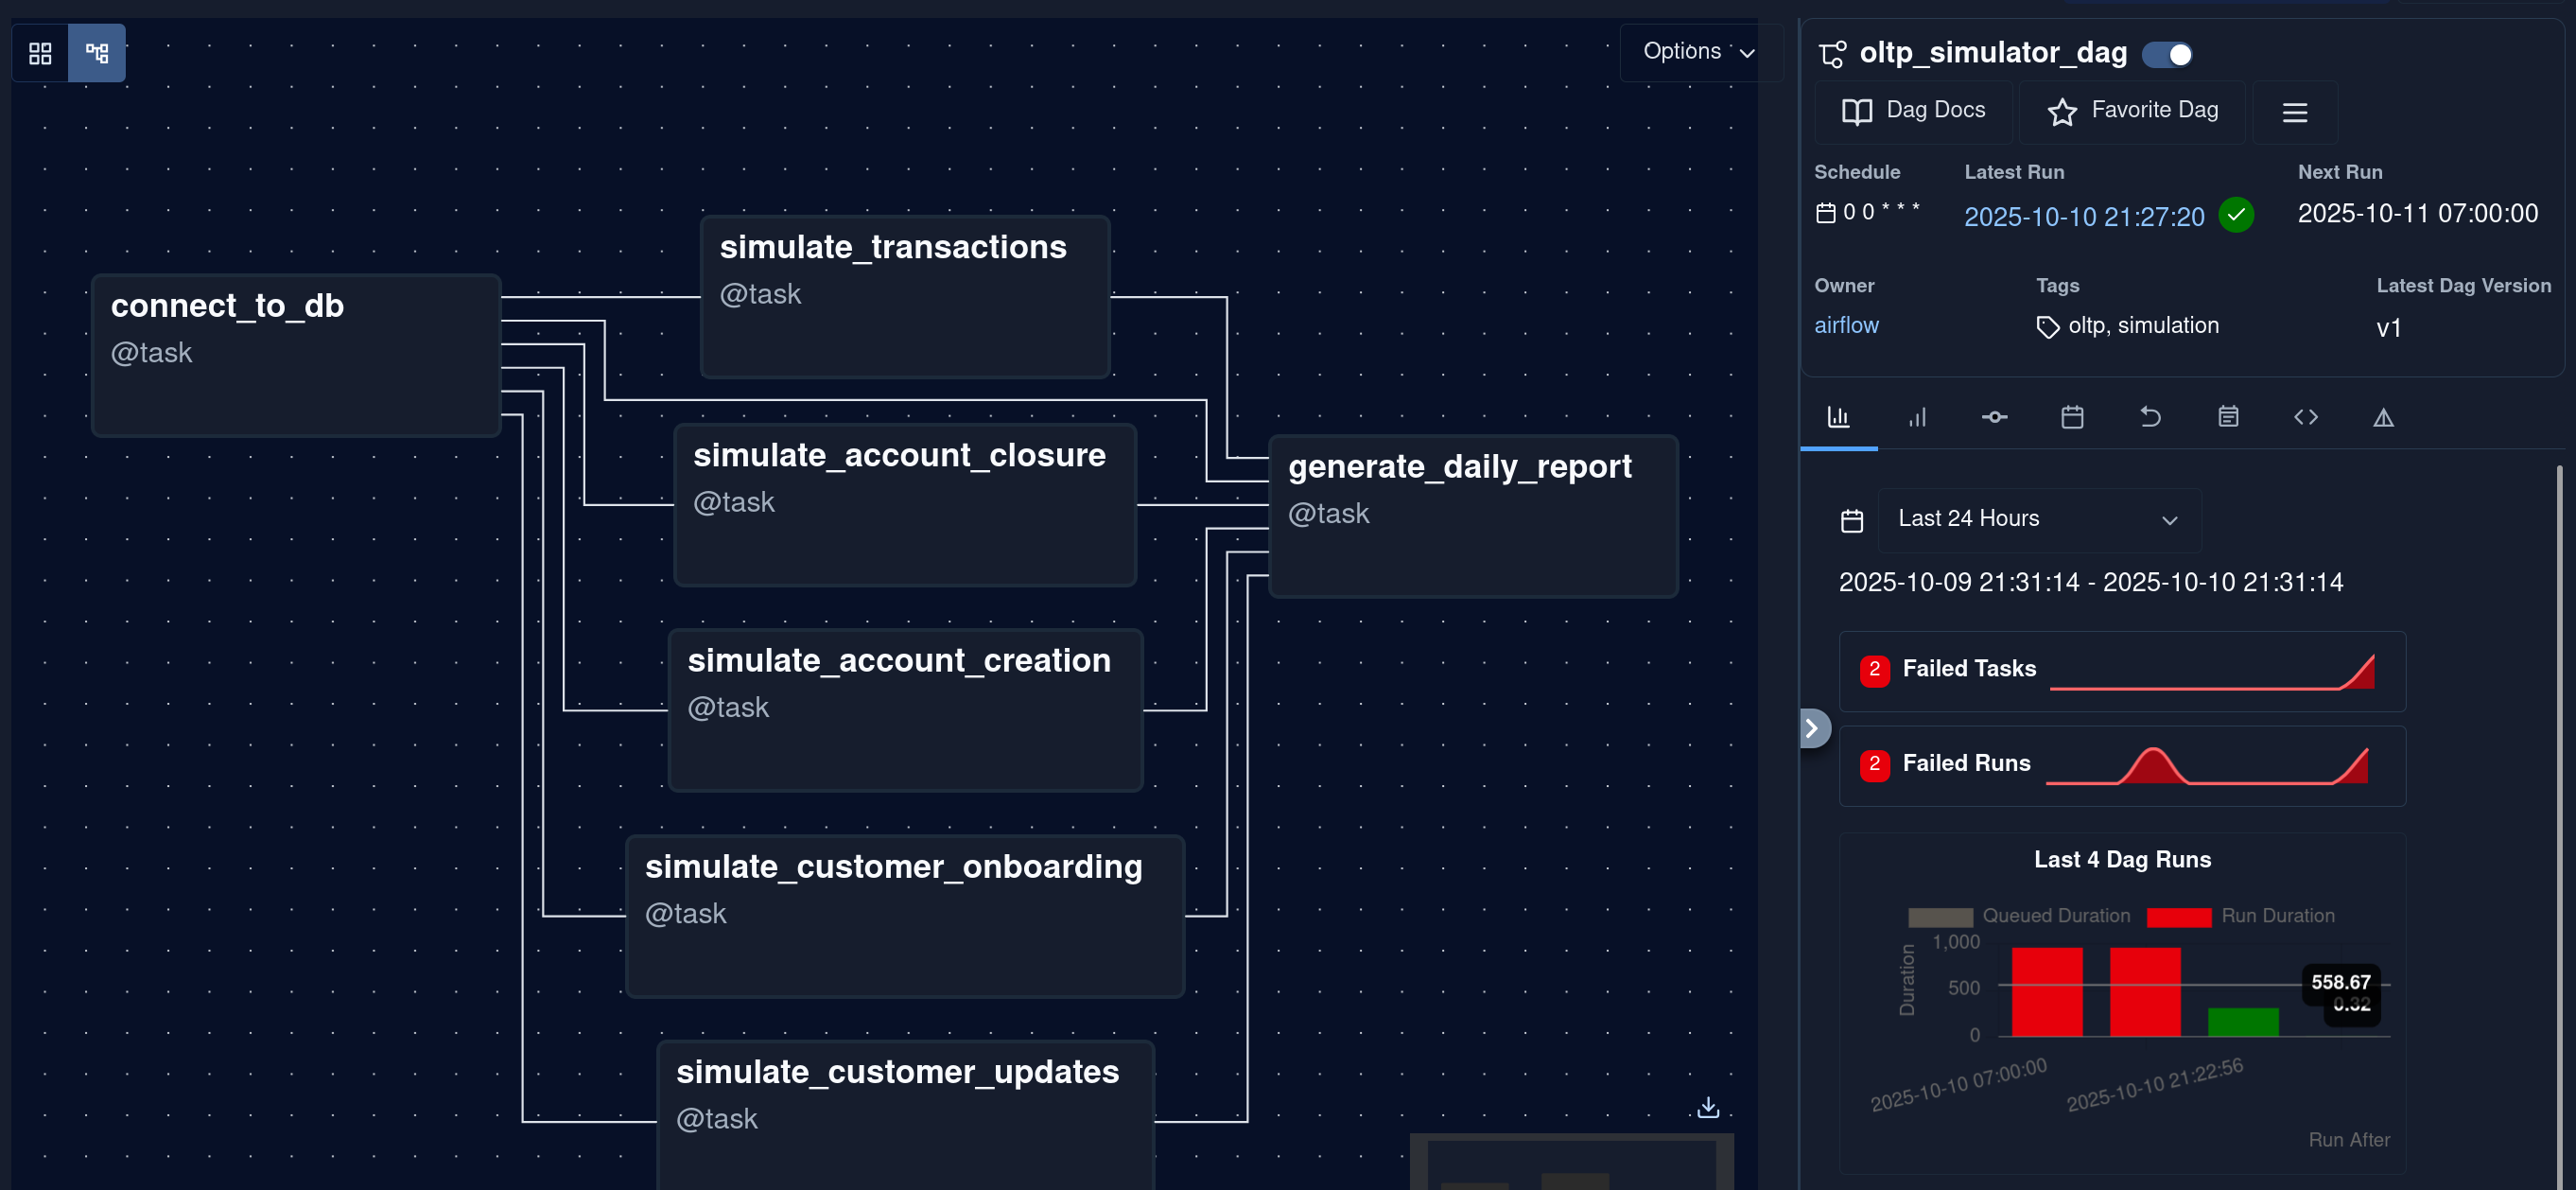 Options
connect_to_db
@task
simulate_transactions
@task
simulate_account_closure
@task
simulate_account_creation
@task
simulate_customer_onboarding
@task
simulate_customer_updates
@task
generate_daily_report
@task
oltp_simulator_dag
Dag Docs
Favorite Dag
Schedule
Latest Run
Next Run
0 0 * * *
2025-10-10 21:27:20
2025-10-11 07:00:00
Owner
Tags
Latest Dag Version
airflow
oltp, simulation
v1
Last 24 Hours
2025-10-09 21:31:14 - 2025-10-10 21:31:14
2 Failed Tasks
2 Failed Runs
Last 4 Dag Runs
Queued Duration
Run Duration
Duration
1,000
500
0
558.67
0.32
2025-10-10 07:00:00
2025-10-10 21:22:56
Run After